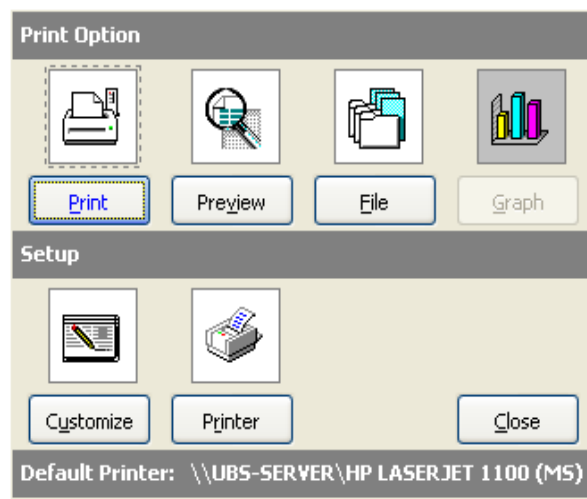 Print Option
Print Preview File Graph
Setup
Customize Printer Close
Default Printer: \\UBS-SERVER\HP LASERJET 1100 (MS)